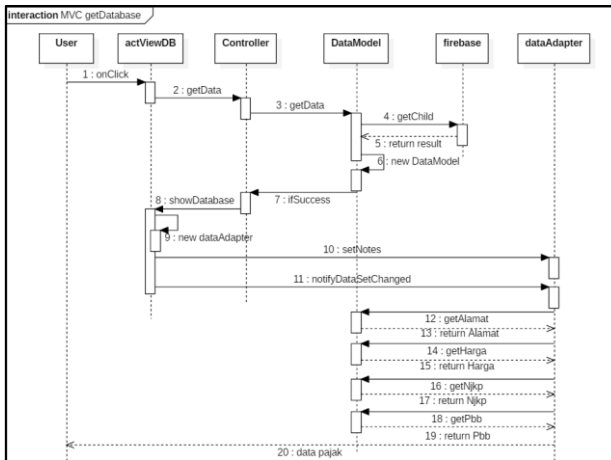 interaction MVC getDatabase
User
actViewDB
Controller
DataModel
firebase
dataAdapter
1 : onClick
2 : getData
3 : getData
4 : getChild
5 : return result
6 : new DataModel
7 : ifSuccess
8 : showDatabase
9 : new dataAdapter
10 : setNotes
11 : notifyDataSetChanged
12 : getAlamat
13 : return Alamat
14 : getHarga
15 : return Harga
16 : getNjkp
17 : return Njkp
18 : getPbb
19 : return Pbb
20 : data pajak